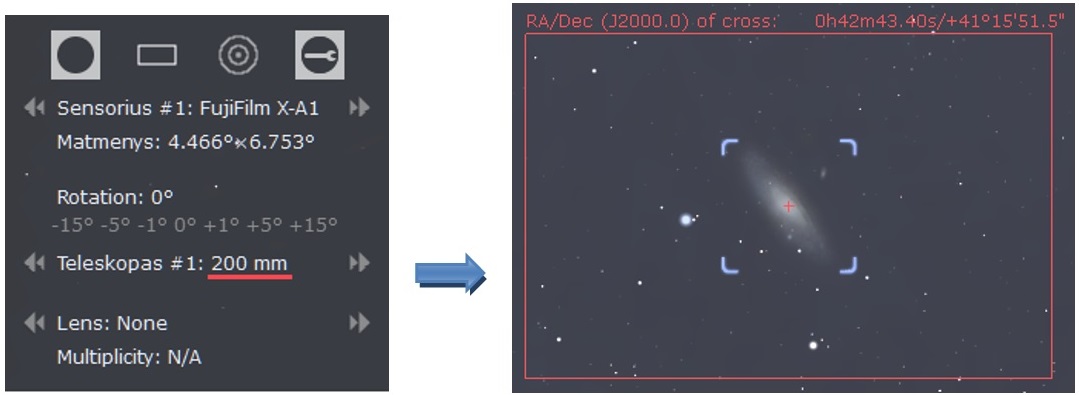 Sensorius #1: FujiFilm X-A1
Matmenys: 4.466°×6.753°
Rotation: 0°
-15° -5° -1° 0° +1° +5° +15°
Teleskopas #1: 200 mm
Lens: None
Multiplicity: N/A
RA/Dec (J2000.0) of cross: 0h42m43.40s/+41°15'51.5"